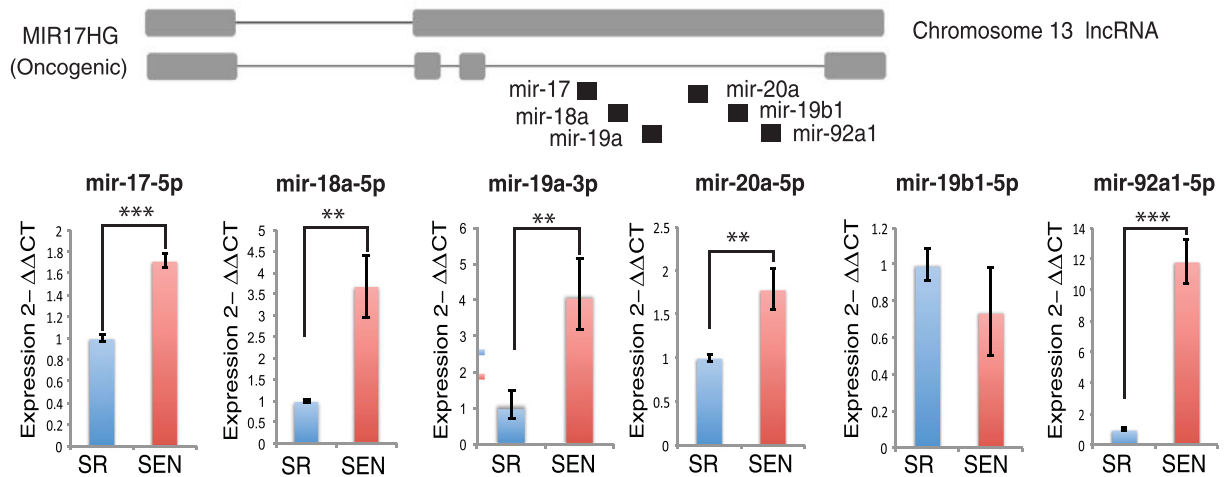 MIR17HG
(Oncogenic)
Chromosome 13 lncRNA
mir-17
mir-18a
mir-19a
mir-20a
mir-19b1
mir-92a1
mir-17-5p
***
Expression 2– ΔΔCT
2
1.8
1.6
1.4
1.2
1
0.8
0.6
0.4
0.2
0
SR SEN
mir-18a-5p
**
Expression 2– ΔΔCT
5
4.5
4
3.5
3
2.5
2
1.5
1
0.5
0
SR SEN
mir-19a-3p
**
Expression 2– ΔΔCT
6
5
4
3
2
1
0
SR SEN
mir-20a-5p
**
Expression 2– ΔΔCT
2.5
2
1.5
1
0.5
0
SR SEN
mir-19b1-5p
Expression 2– ΔΔCT
1.2
1
0.8
0.6
0.4
0.2
0
SR SEN
mir-92a1-5p
***
Expression 2– ΔΔCT
14
12
10
8
6
4
2
0
SR SEN